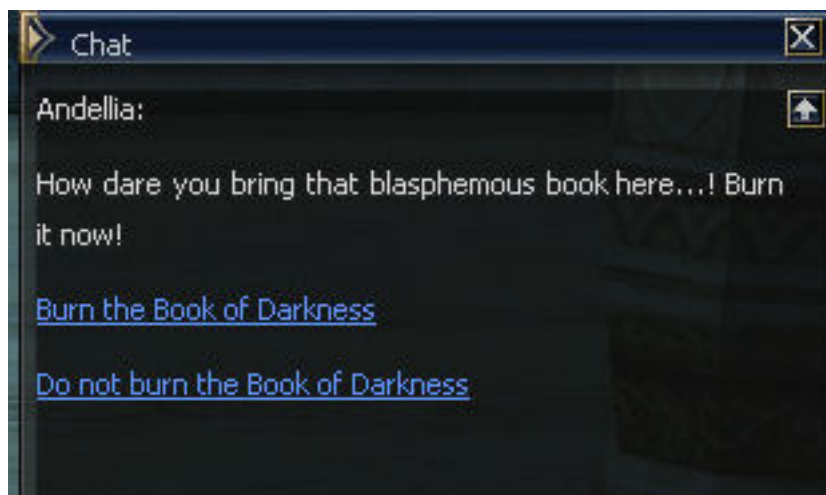 Chat
Andellia:
How dare you bring that blasphemous book here...! Burn
it now!
Burn the Book of Darkness
Do not burn the Book of Darkness